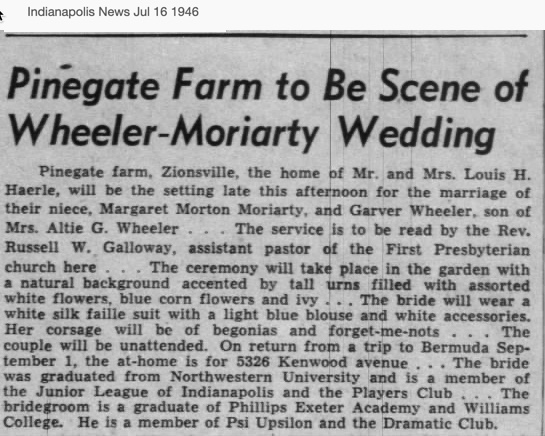 Indianapolis News Jul 16 1946
Pinegate Farm to Be Scene of
Wheeler-Moriarty Wedding
Pinegate farm, Zionsville, the home of Mr. and Mrs. Louis H.
Haerle, will be the setting late this afternoon for the marriage of
their niece, Margaret Morton Moriarty, and Garver Wheeler, son of
Mrs. Altie G. Wheeler . . . The service is to be read by the Rev.
Russell W. Galloway, assistant pastor of the First Presbyterian
church here . . . The ceremony will take place in the garden with
a natural background accented by tall urns filled with assorted
white flowers, blue corn flowers and ivy . . . The bride will wear a
white silk faille suit with a light blue blouse and white accessories.
Her corsage will be of begonias and forget-me-nots . . . The
couple will be unattended. On return from a trip to Bermuda Sep-
tember 1, the at-home is for 5326 Kenwood avenue . . . The bride
was graduated from Northwestern University and is a member of
the Junior League of Indianapolis and the Players Club . . . The
bridegroom is a graduate of Phillips Exeter Academy and Williams
College. He is a member of Psi Upsilon and the Dramatic Club.